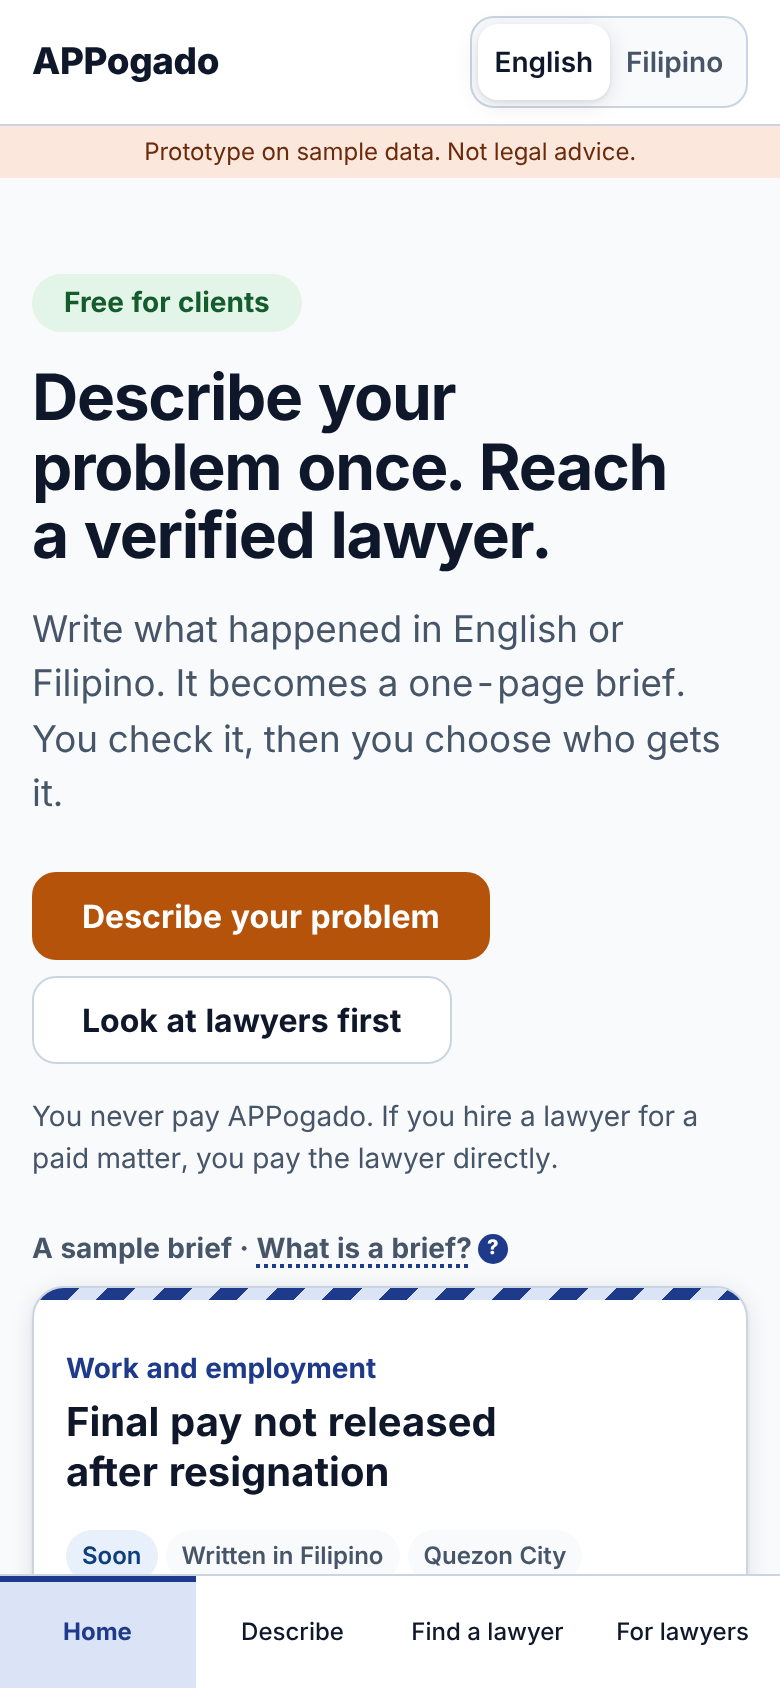 APPogado
English Filipino
Prototype on sample data. Not legal advice.
Free for clients
Describe your
problem once. Reach
a verified lawyer.
Write what happened in English or
Filipino. It becomes a one-page brief.
You check it, then you choose who gets
it.
Describe your problem
Look at lawyers first
You never pay APPogado. If you hire a lawyer for a
paid matter, you pay the lawyer directly.
A sample brief · What is a brief? ?
Work and employment
Final pay not released
after resignation
Soon Written in Filipino Quezon City
Home Describe Find a lawyer For lawyers